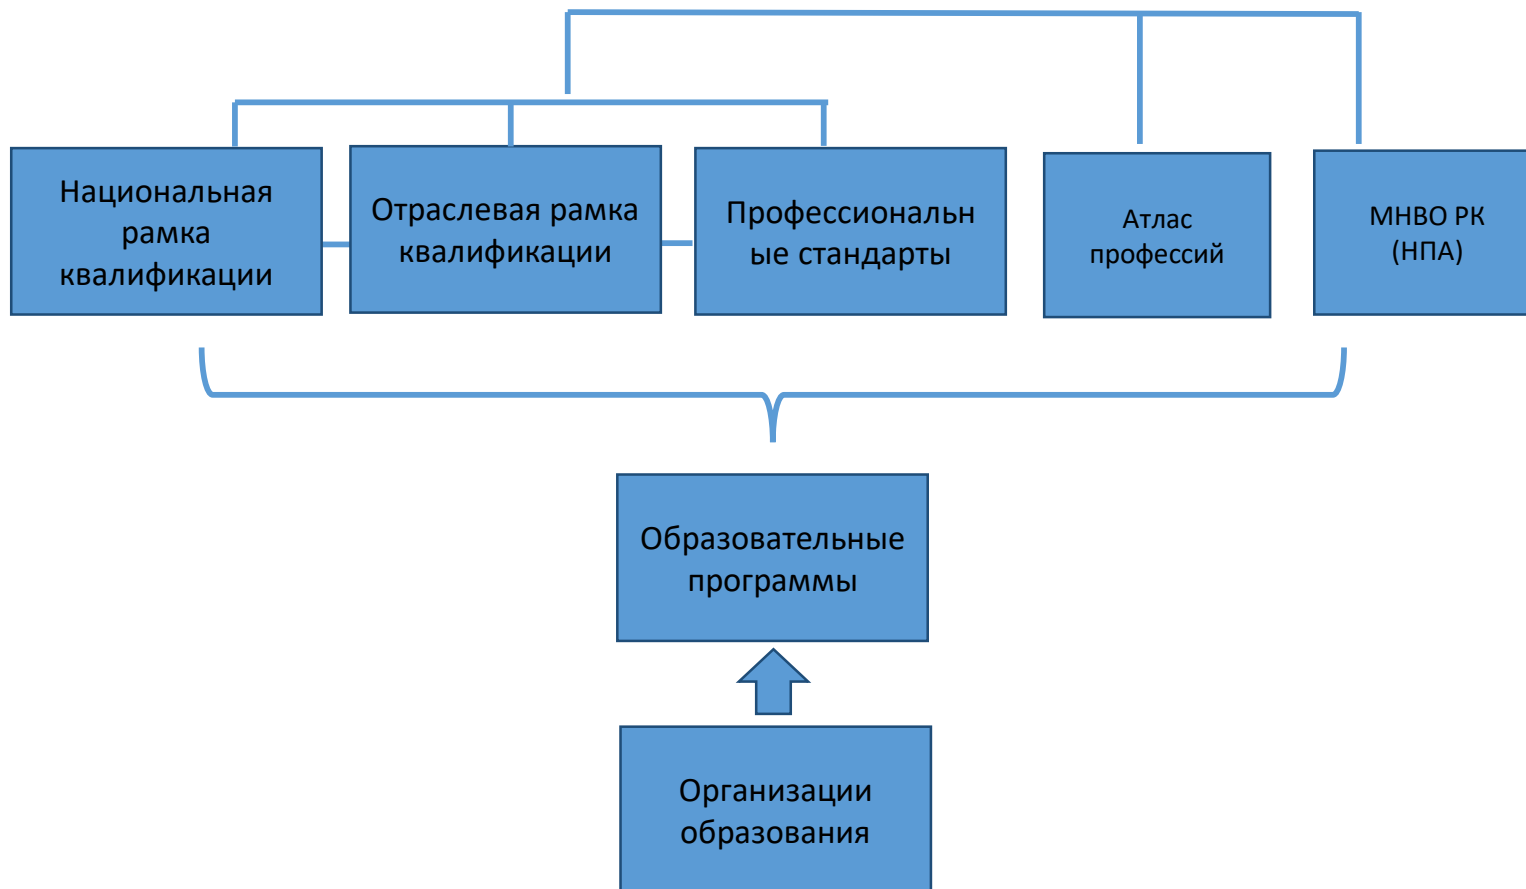 Национальная
рамка
квалификации
Отраслевая рамка
квалификации
Профессиональн
ые стандарты
Атлас
профессий
МНВО РК
(НПА)
Образовательные
программы
Организации
образования